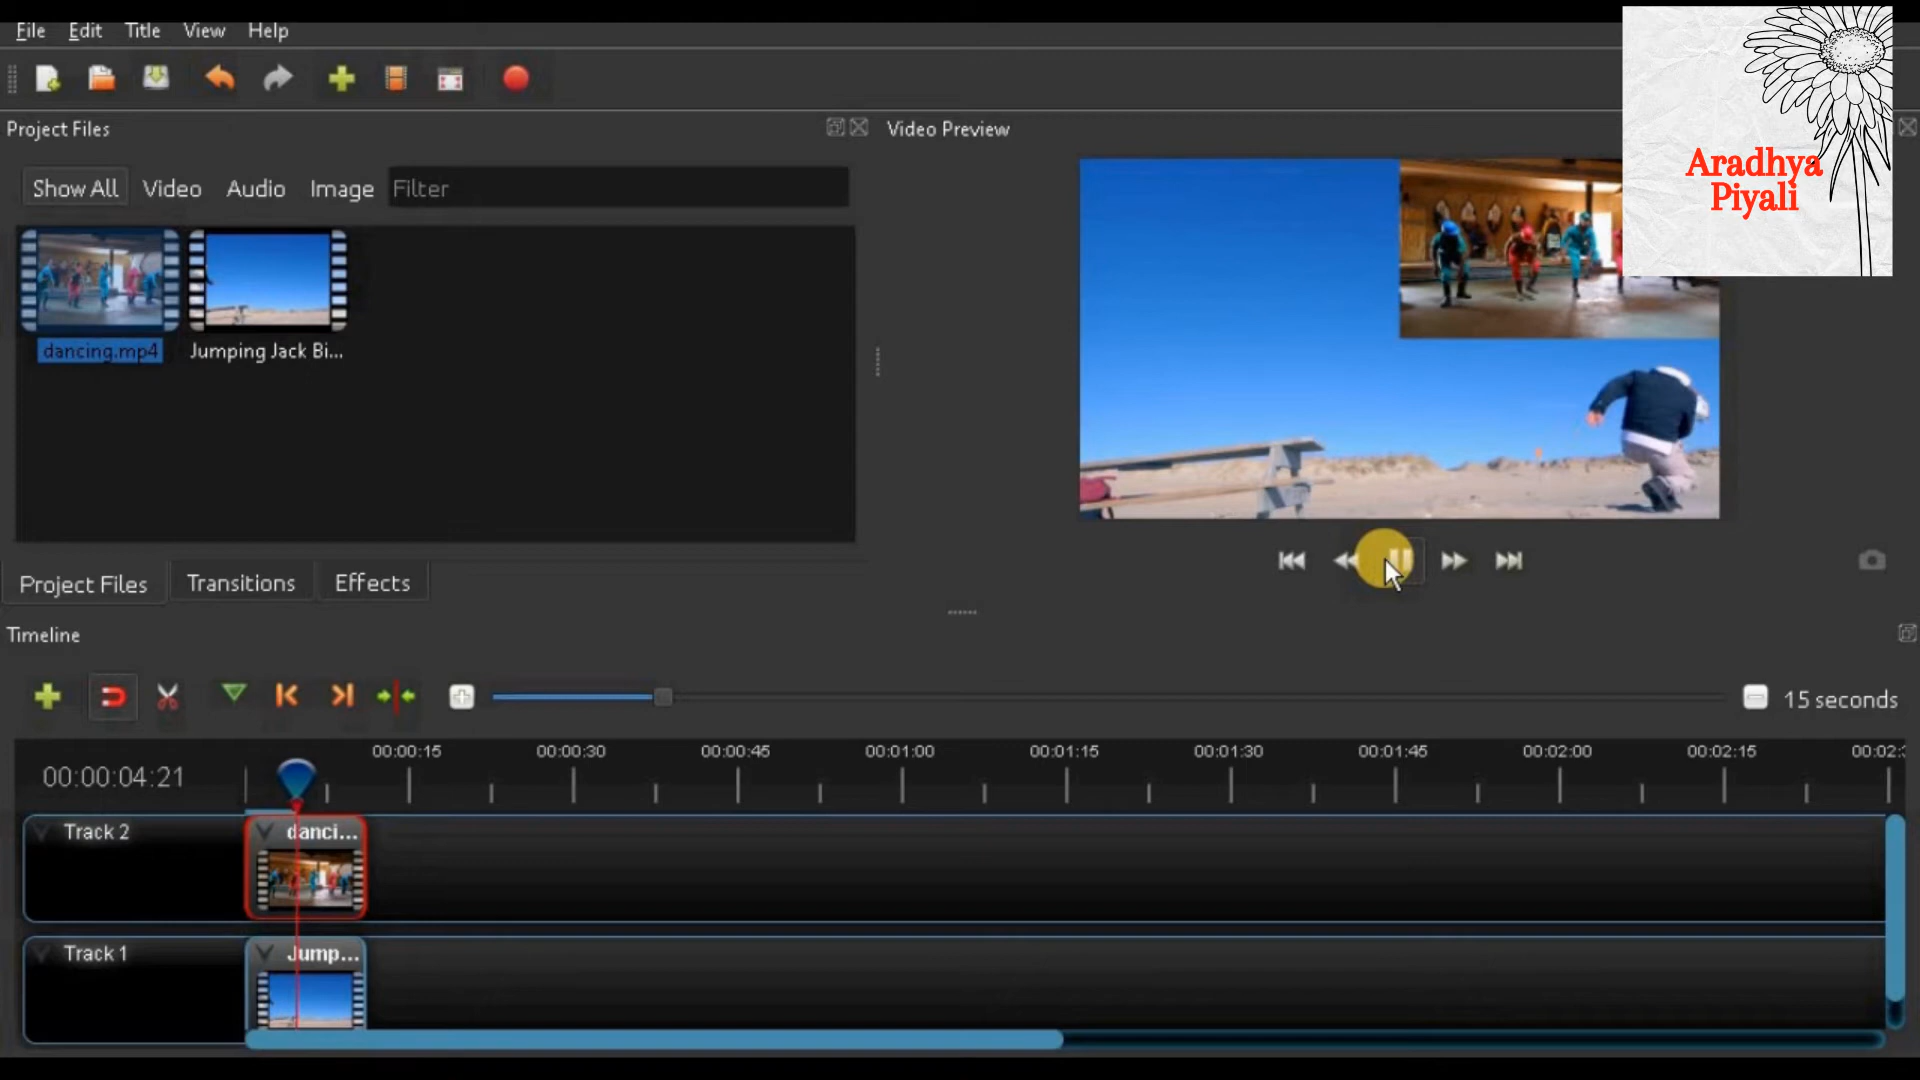 File Edit Title View Help
Aradhya
Piyali
Project Files
Video Preview
Show All Video Audio Image Filter
dancing.mp4 Jumping Jack Bi...
Project Files Transitions Effects
Timeline
15 seconds
00:00:04:21
00:00:15 00:00:30 00:00:45 00:01:00 00:01:15 00:01:30 00:01:45 00:02:00 00:02:15
Track 2
danci...
Track 1
Jump...